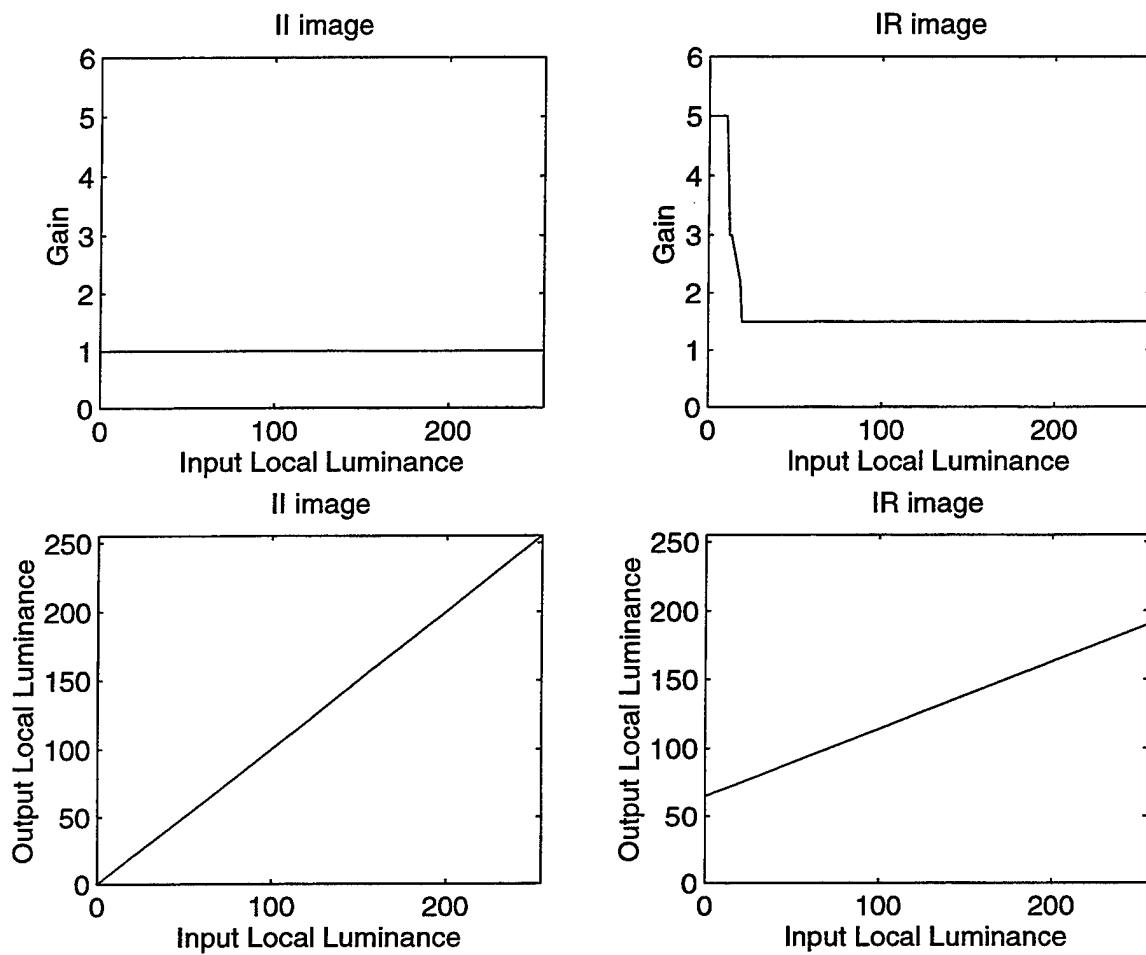 II image
6
5
4
3
2
1
0
Gain
0 100 200
Input Local Luminance
IR image
6
5
4
3
2
1
0
Gain
0 100 200
Input Local Luminance
II image
250
200
150
100
50
0
Output Local Luminance
0 100 200
Input Local Luminance
IR image
250
200
150
100
50
0
Output Local Luminance
0 100 200
Input Local Luminance